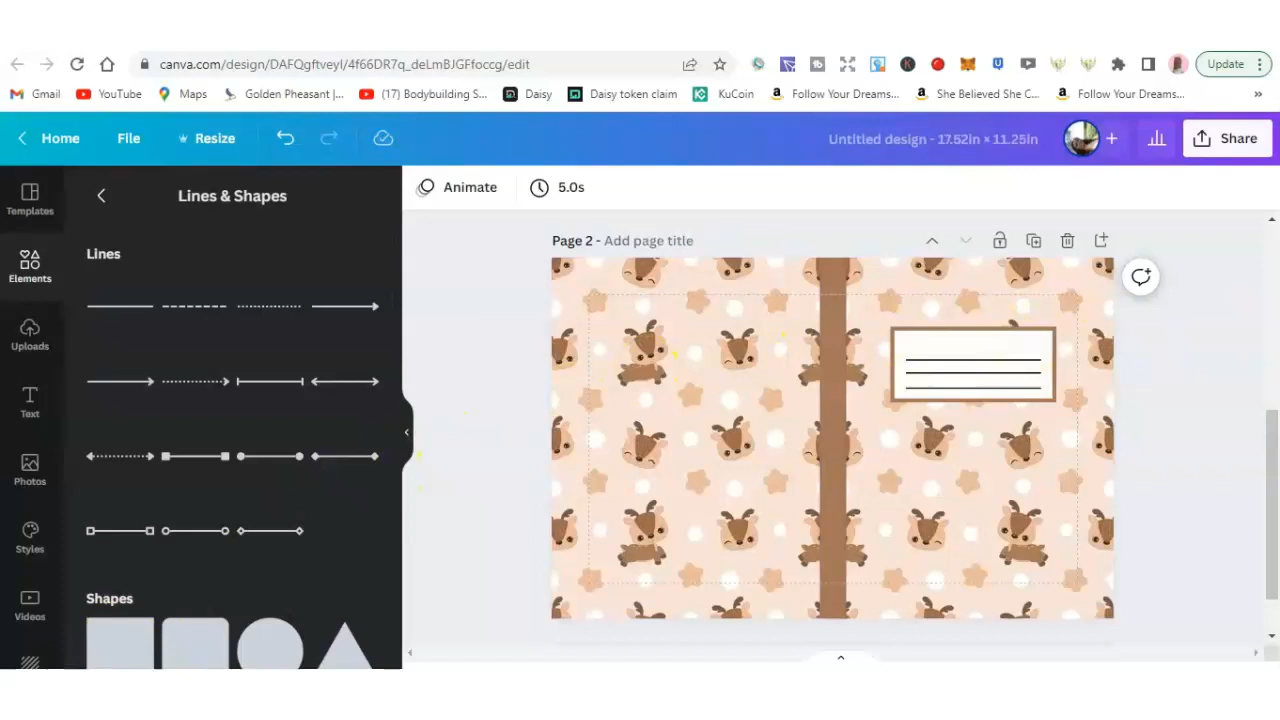 canva.com/design/DAFQgftveyI/4f66DR7q_deLmBJGFfoccg/edit
Update
Gmail
YouTube
Maps
Golden Pheasant |...
(17) Bodybuilding S...
Daisy
Daisy token claim
KuCoin
Follow Your Dreams...
She Believed She C...
Follow Your Dreams...
»
Home
File
Resize
Untitled design - 17.52in × 11.25in
Share
Templates
Elements
Uploads
Text
Photos
Styles
Videos
Lines & Shapes
Lines
Shapes
Animate
5.0s
Page 2 - Add page title